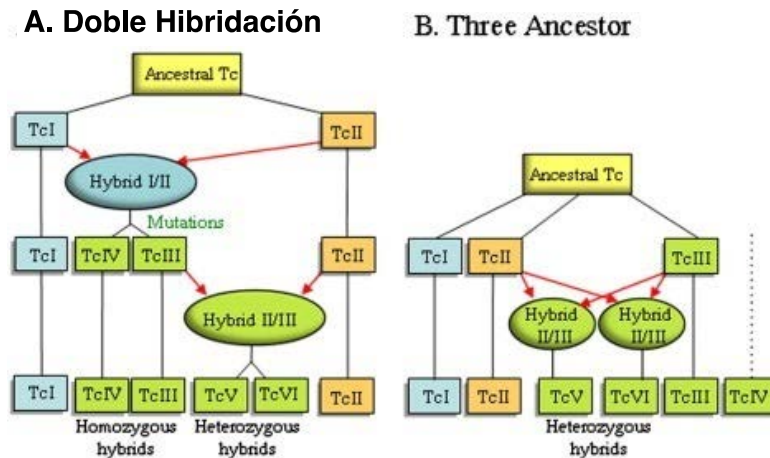 A. Doble Hibridación
Ancestral Tc
TcI
TcII
Hybrid I/II
Mutations
TcI
TcIV
TcIII
TcII
Hybrid II/III
TcI
TcIV
TcIII
TcV
TcVI
TcII
Homozygous
hybrids
Heterozygous
hybrids
B. Three Ancestor
Ancestral Tc
TcI
TcII
TcIII
Hybrid
II/III
Hybrid
II/III
TcI
TcII
TcV
TcVI
TcIII
TcIV
Heterozygous
hybrids